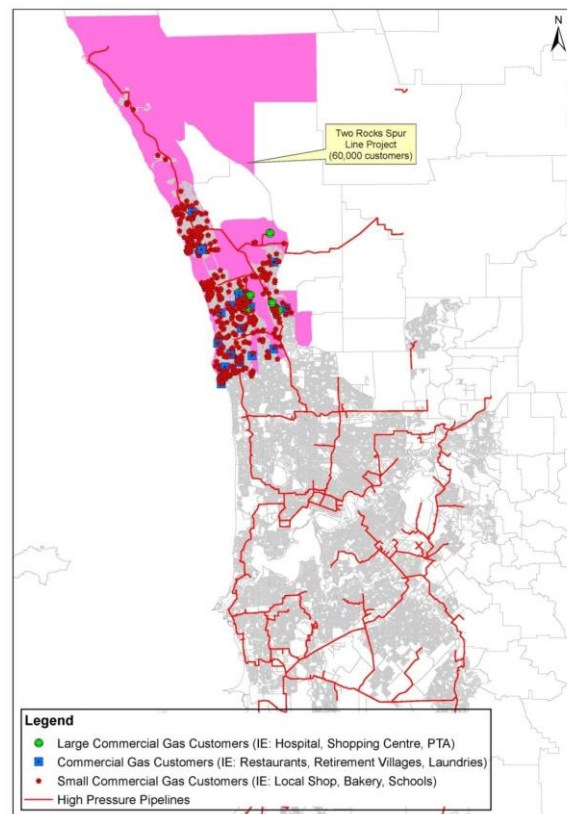 N
Two Rocks Spur
Line Project
(60,000 customers)
Legend
Large Commercial Gas Customers (IE: Hospital, Shopping Centre, PTA)
Commercial Gas Customers (IE: Restaurants, Retirement Villages, Laundries)
Small Commercial Gas Customers (IE: Local Shop, Bakery, Schools)
High Pressure Pipelines